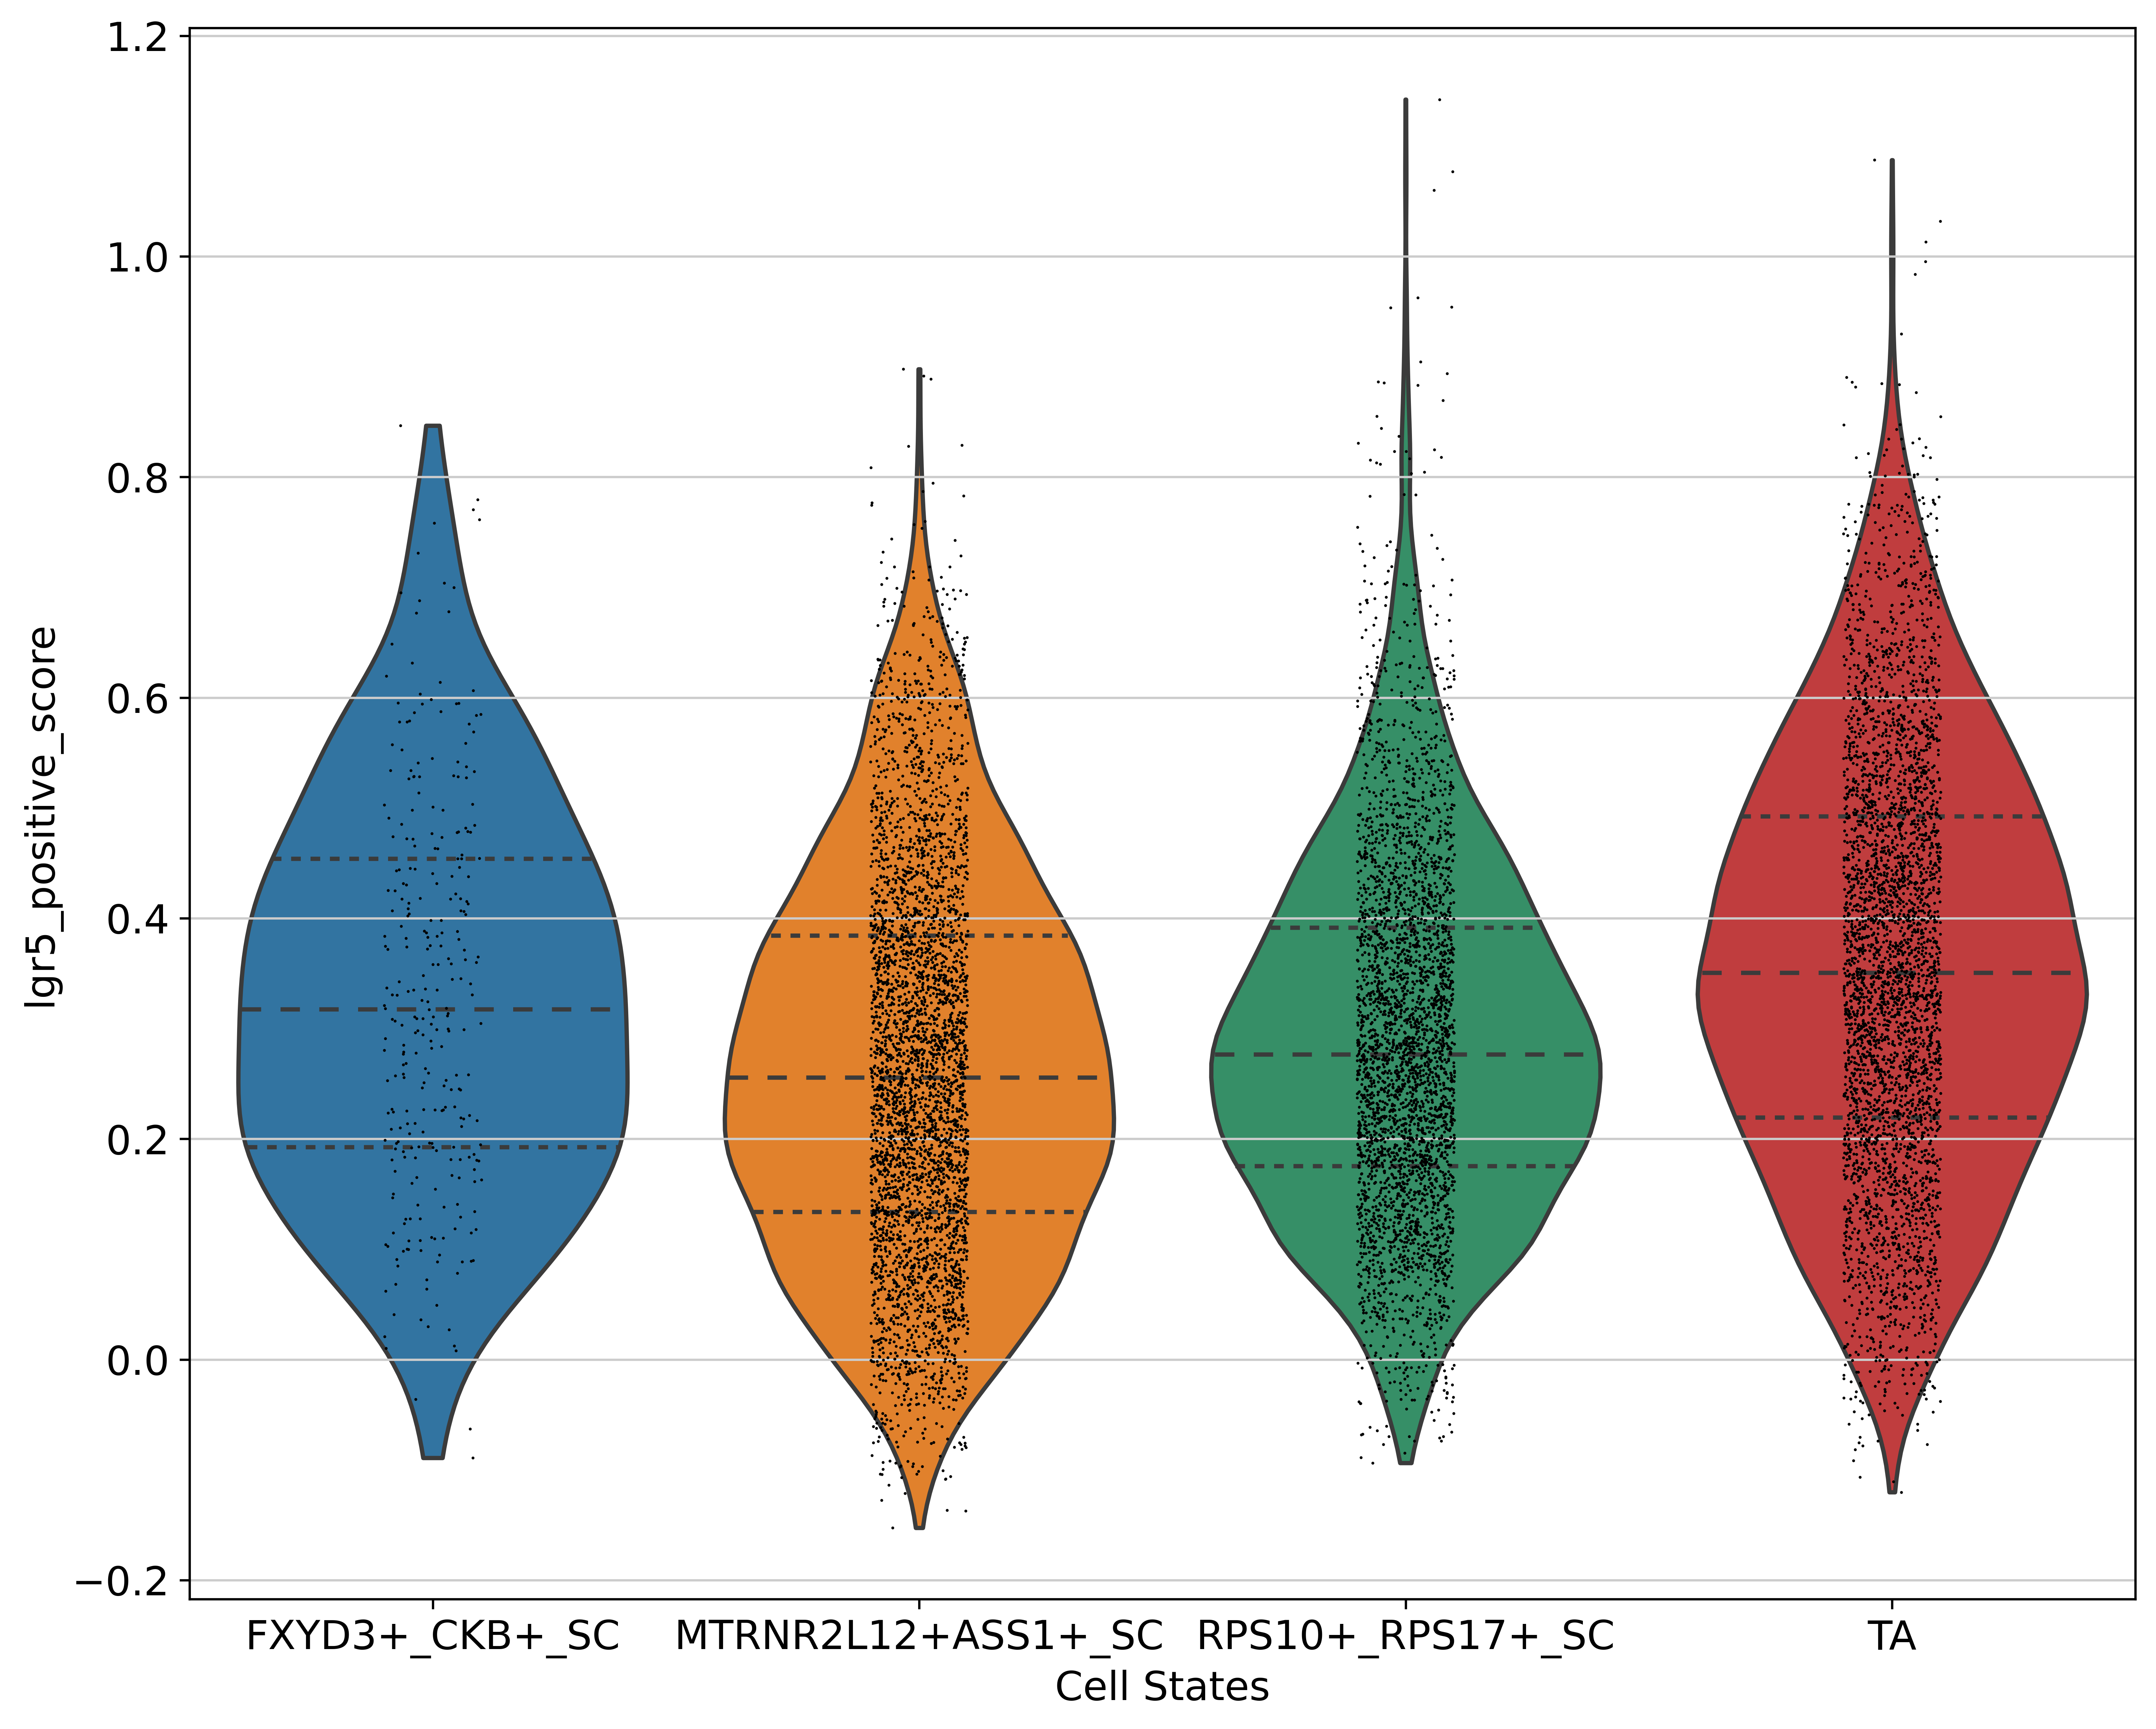 1.2
1.0
0.8
0.6
0.4
0.2
0.0
−0.2
lgr5_positive_score
FXYD3+_CKB+_SC MTRNR2L12+ASS1+_SC RPS10+_RPS17+_SC TA
Cell States